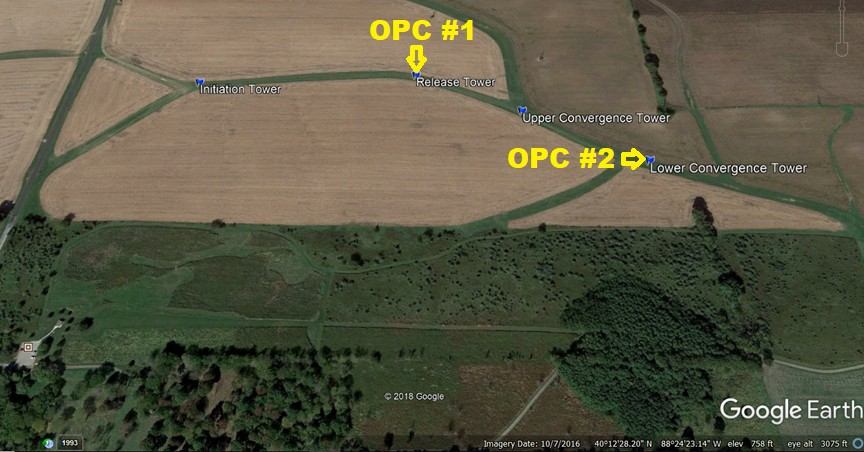 OPC #1
Release Tower
Initiation Tower
Upper Convergence Tower
OPC #2
Lower Convergence Tower
© 2018 Google
Google Earth
1993
Imagery Date: 10/7/2016 40°12'28.20" N 88°24'23.14" W elev 758 ft eye alt 3075 ft